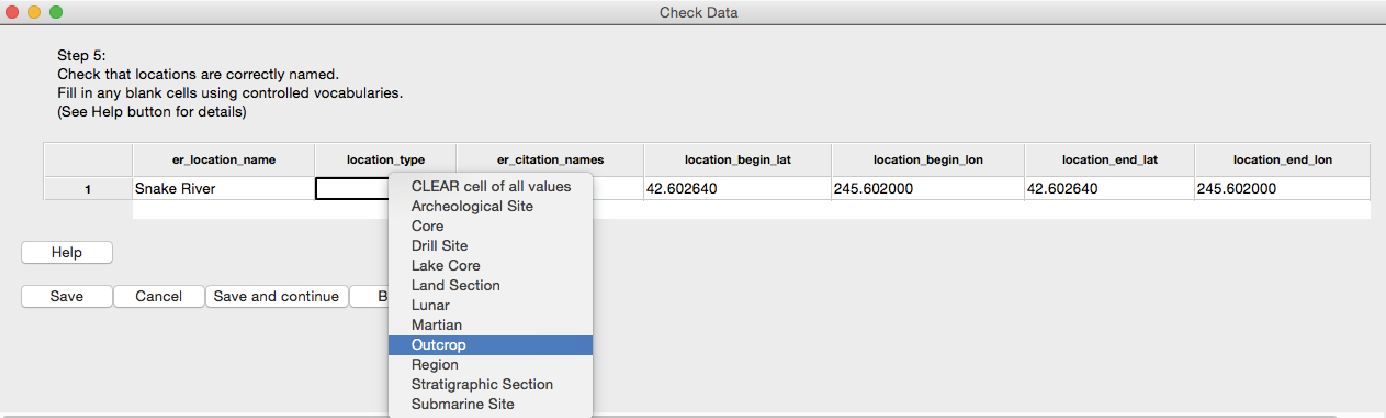 Check Data
Step 5:
Check that locations are correctly named.
Fill in any blank cells using controlled vocabularies.
(See Help button for details)
er_location_name location_type er_citation_names location_begin_lat location_begin_lon location_end_lat location_end_lon
1 Snake River 42.602640 245.602000 42.602640 245.602000
CLEAR cell of all values
Archeological Site
Core
Drill Site
Lake Core
Land Section
Lunar
Martian
Outcrop
Region
Stratigraphic Section
Submarine Site
Help
Save Cancel Save and continue B